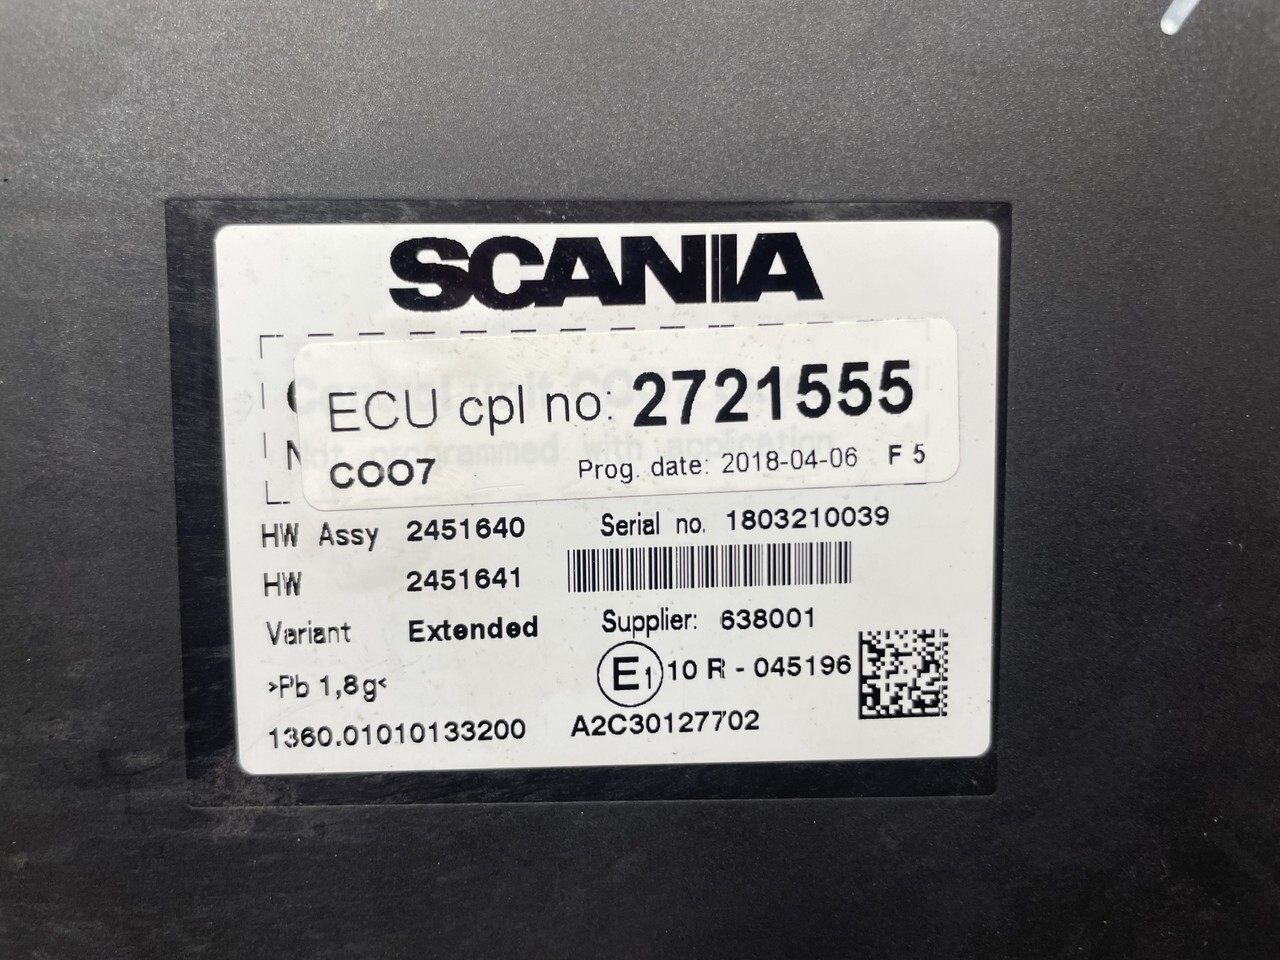 SCANIA
ECU cpl no: 2721555
COO7 Prog. date: 2018-04-06 F 5
HW Assy 2451640 Serial no. 1803210039
HW 2451641
Variant Extended Supplier: 638001
>Pb 1,8g< E1 10 R - 045196
1360.01010133200 A2C30127702